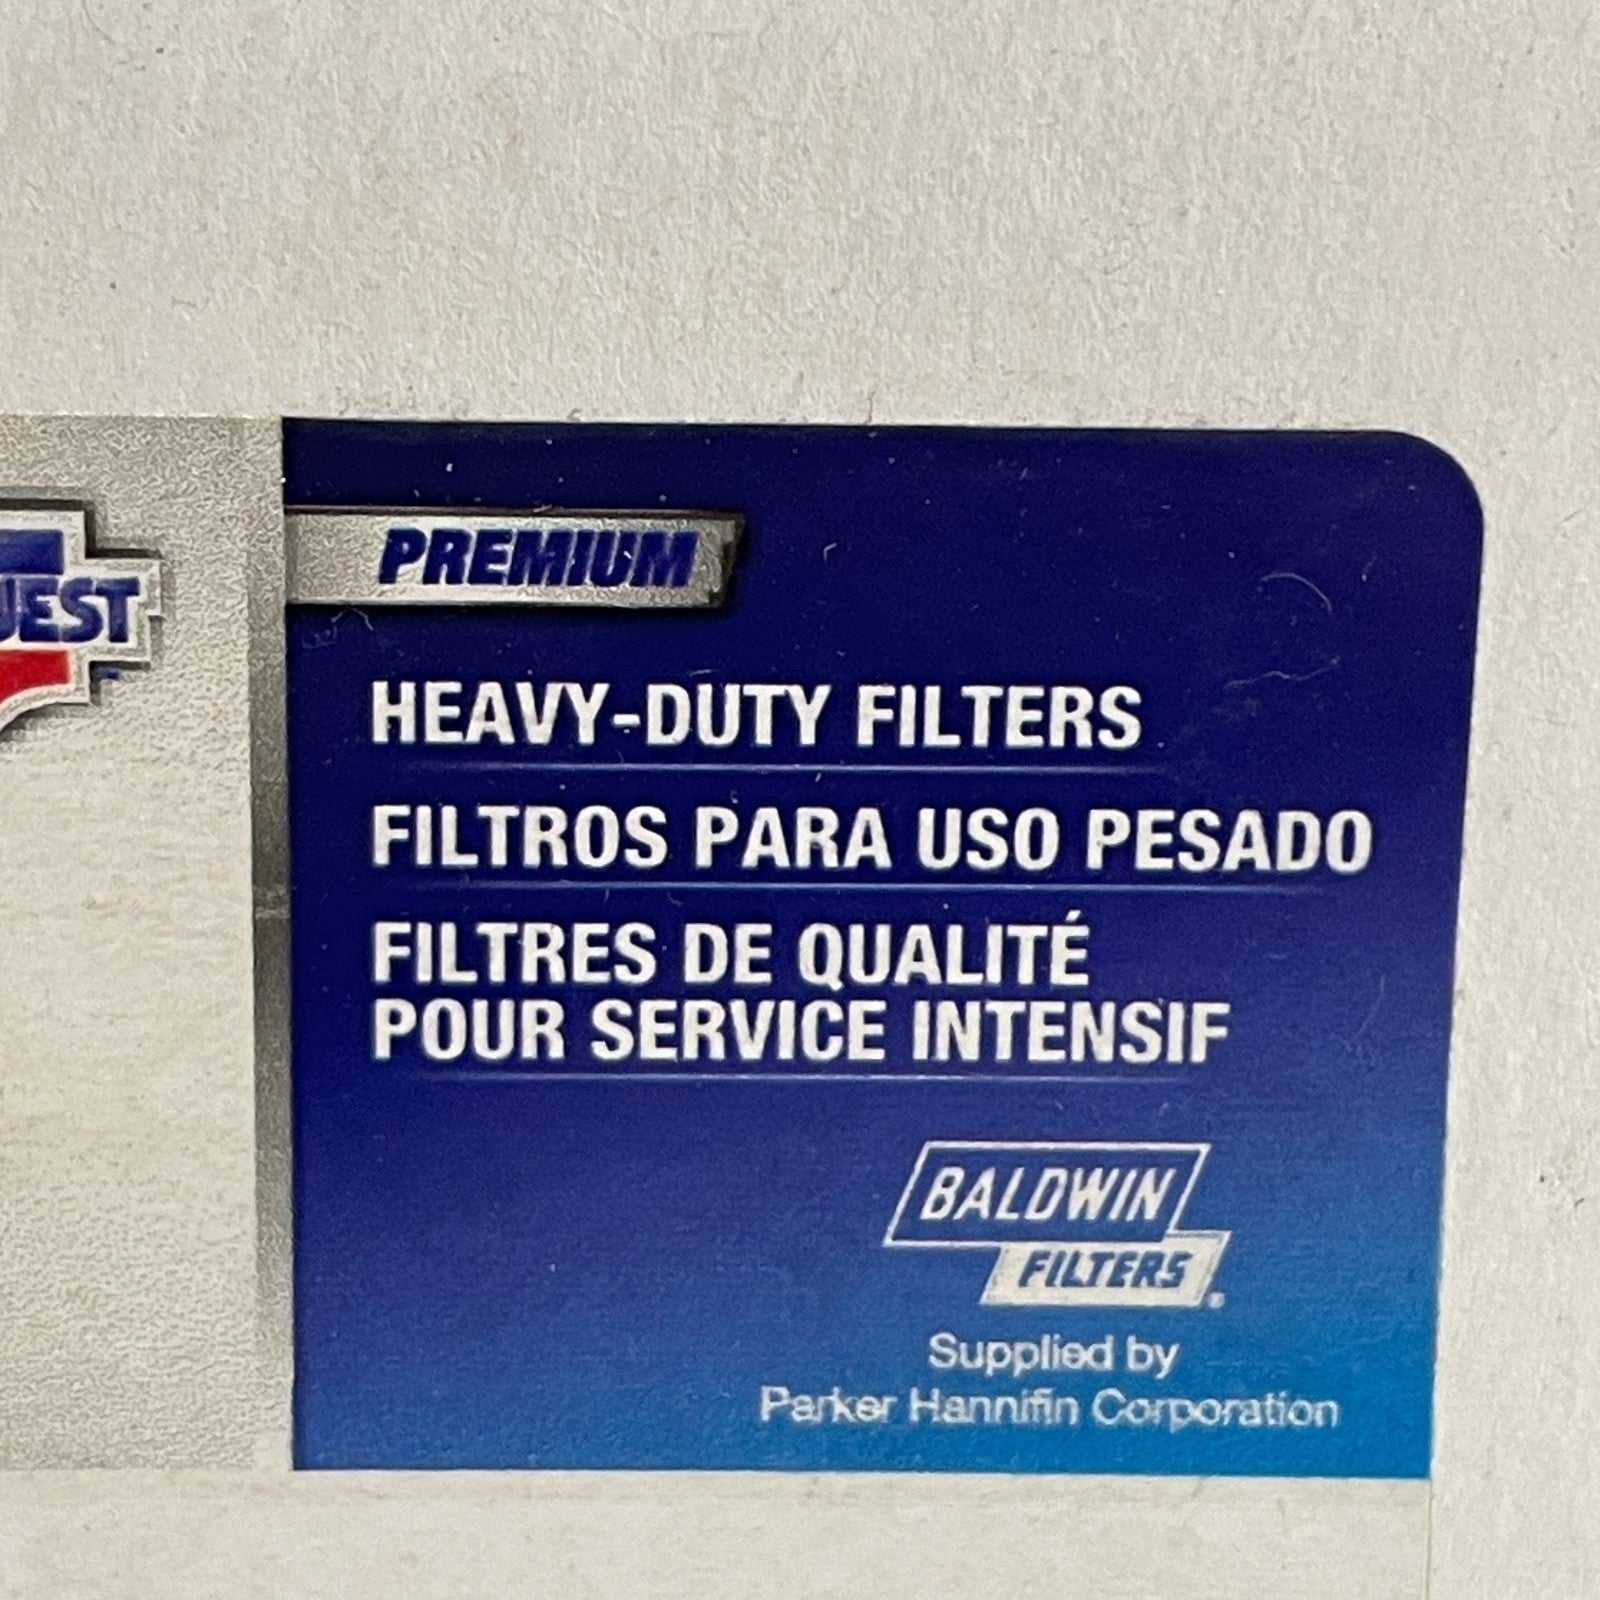 PREMIUM
HEAVY-DUTY FILTERS
FILTROS PARA USO PESADO
FILTRES DE QUALITÉ
POUR SERVICE INTENSIF
BALDWIN
FILTERS®
Supplied by
Parker Hannifin Corporation